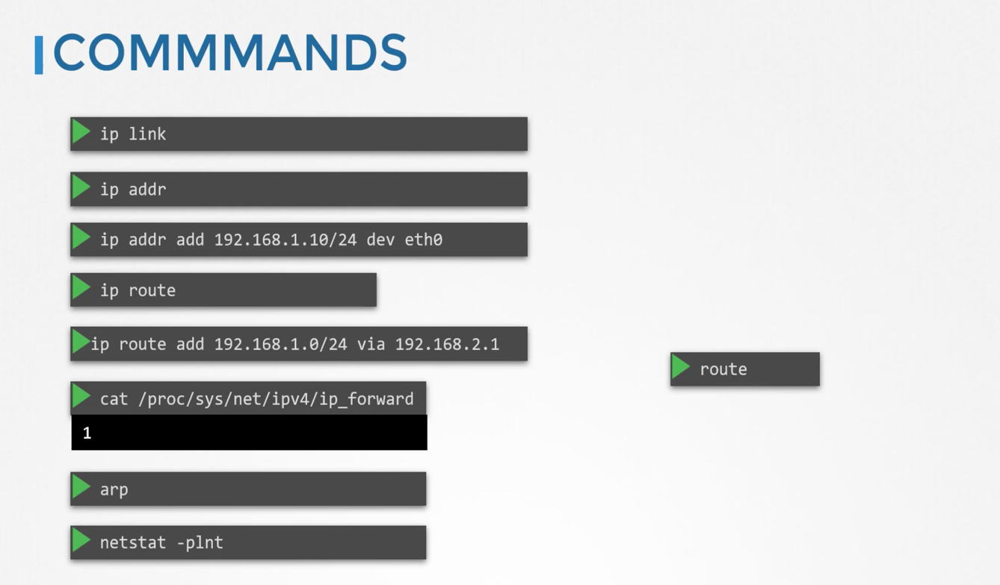 COMMMANDS
ip link
ip addr
ip addr add 192.168.1.10/24 dev eth0
ip route
ip route add 192.168.1.0/24 via 192.168.2.1
route
cat /proc/sys/net/ipv4/ip_forward
1
arp
netstat -plnt